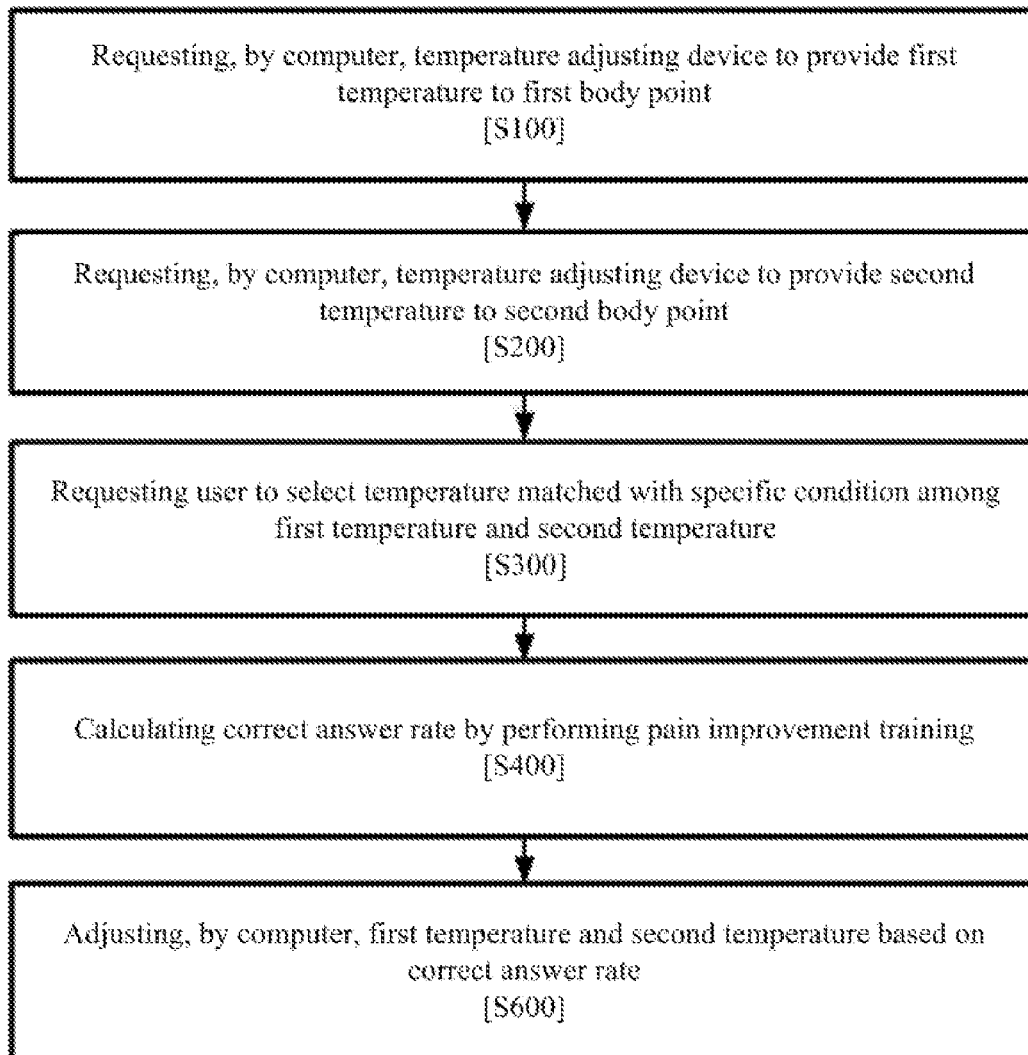 Requesting, by computer, temperature adjusting device to provide first
temperature to first body point
[S100]
Requesting, by computer, temperature adjusting device to provide second
temperature to second body point
[S200]
Requesting user to select temperature matched with specific condition among
first temperature and second temperature
[S300]
Calculating correct answer rate by performing pain improvement training
[S400]
Adjusting, by computer, first temperature and second temperature based on
correct answer rate
[S600]